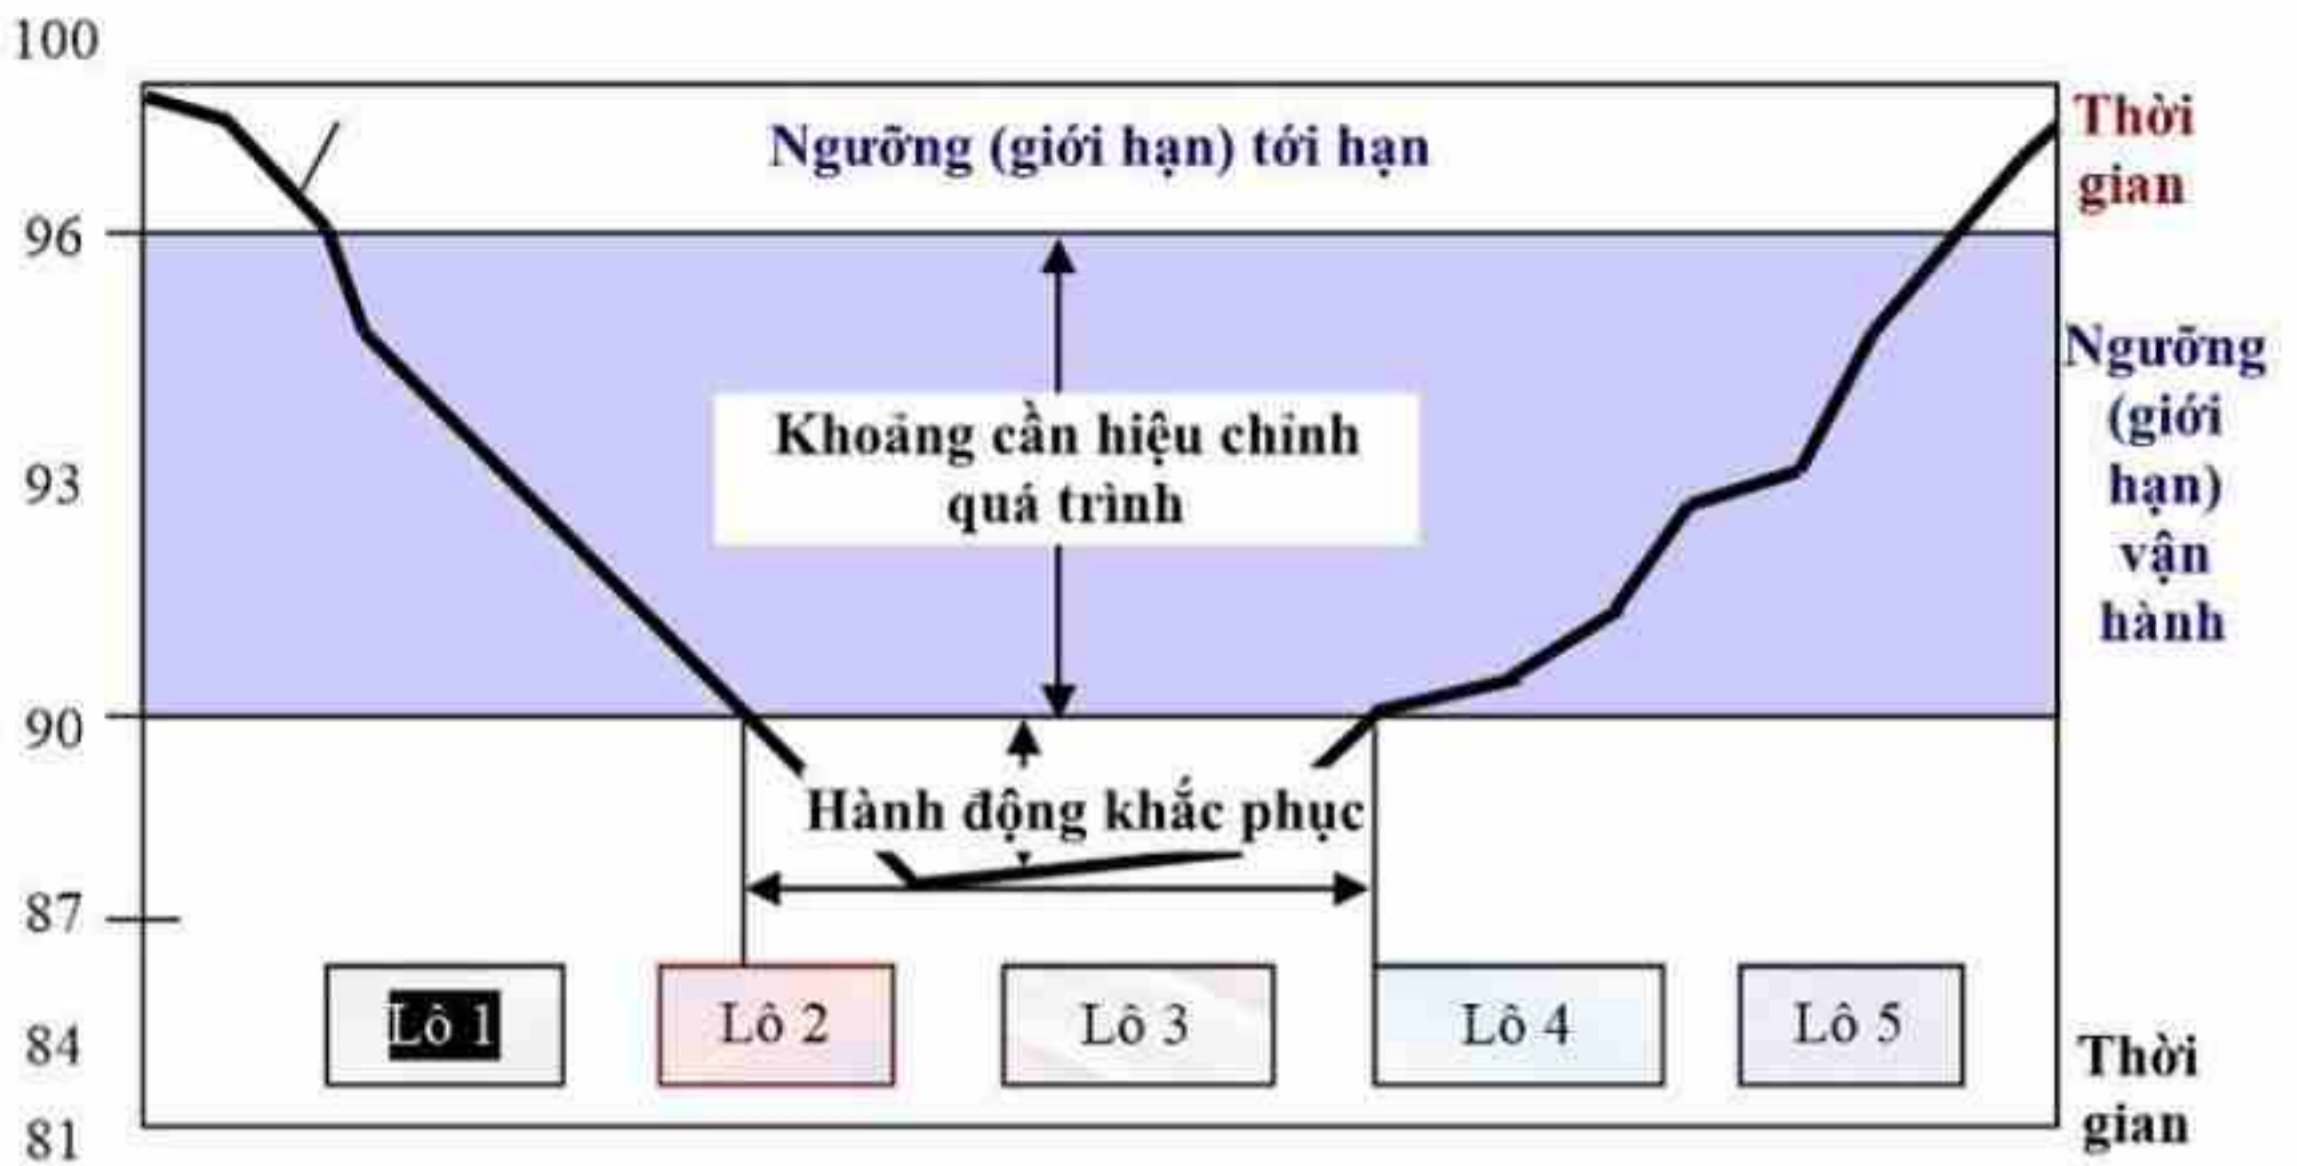 100
Thời
gian
Ngưỡng (giới hạn) tới hạn
96
Ngưỡng
(giới
hạn)
vận
hành
Khoảng cần hiệu chỉnh
quá trình
93
90
Hành động khắc phục
87
Lô 1
Lô 2
Lô 3
Lô 4
Lô 5
84
Thời
gian
81